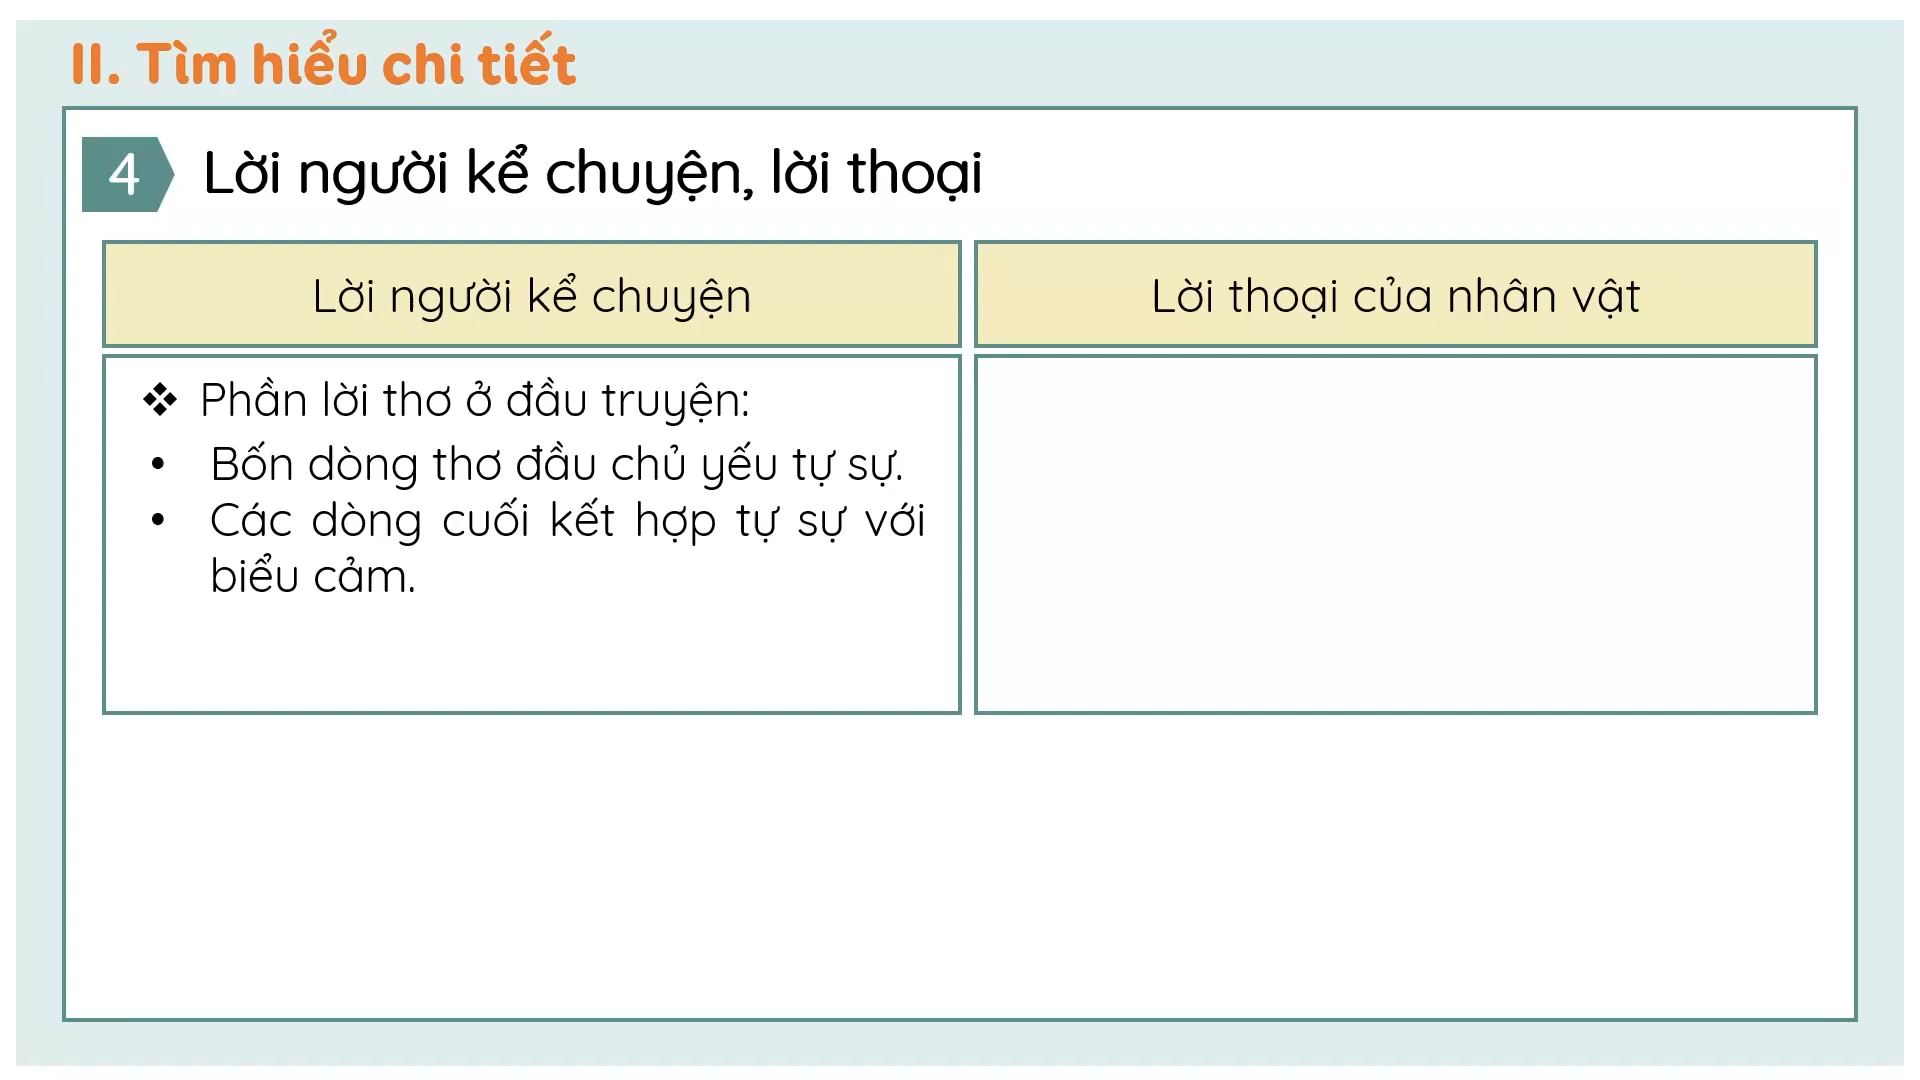 II. Tìm hiểu chi tiết
4
Lời người kể chuyện, lời thoại
Lời người kể chuyện
Lời thoại của nhân vật
❖ Phần lời thơ ở đầu truyện:
• Bốn dòng thơ đầu chủ yếu tự sự.
• Các dòng cuối kết hợp tự sự với
biểu cảm.